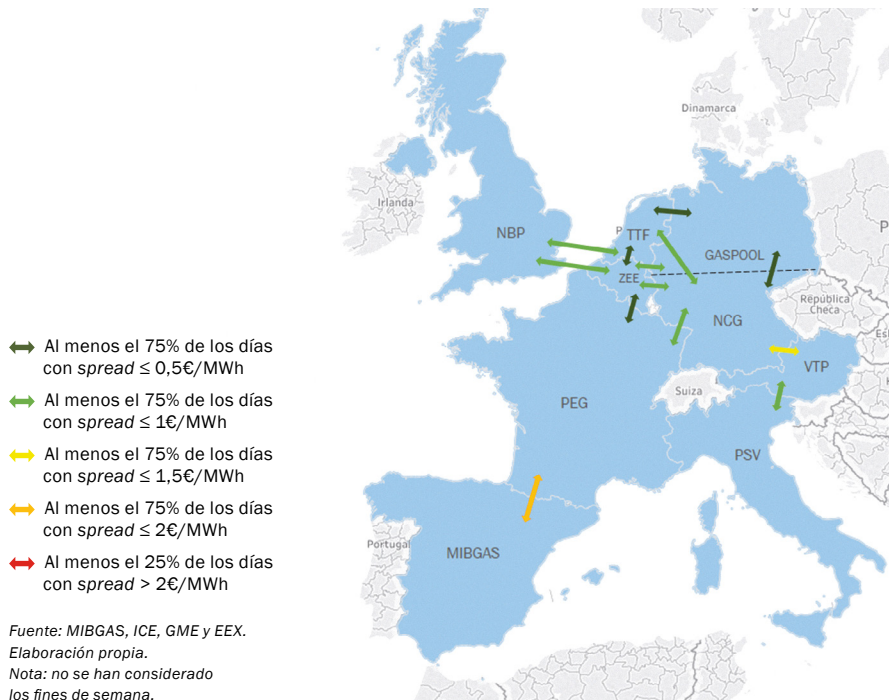 Dinamarca
Irlanda
NBP
P
TTF
GASPOOL
ZEE
República
Checa
Es
NCG
VTP
PEG
Suiza
PSV
Portugal
MIBGAS
Al menos el 75% de los días
con spread ≤ 0,5€/MWh
Al menos el 75% de los días
con spread ≤ 1€/MWh
Al menos el 75% de los días
con spread ≤ 1,5€/MWh
Al menos el 75% de los días
con spread ≤ 2€/MWh
Al menos el 25% de los días
con spread > 2€/MWh
Fuente: MIBGAS, ICE, GME y EEX.
Elaboración propia.
Nota: no se han considerado
los fines de semana.